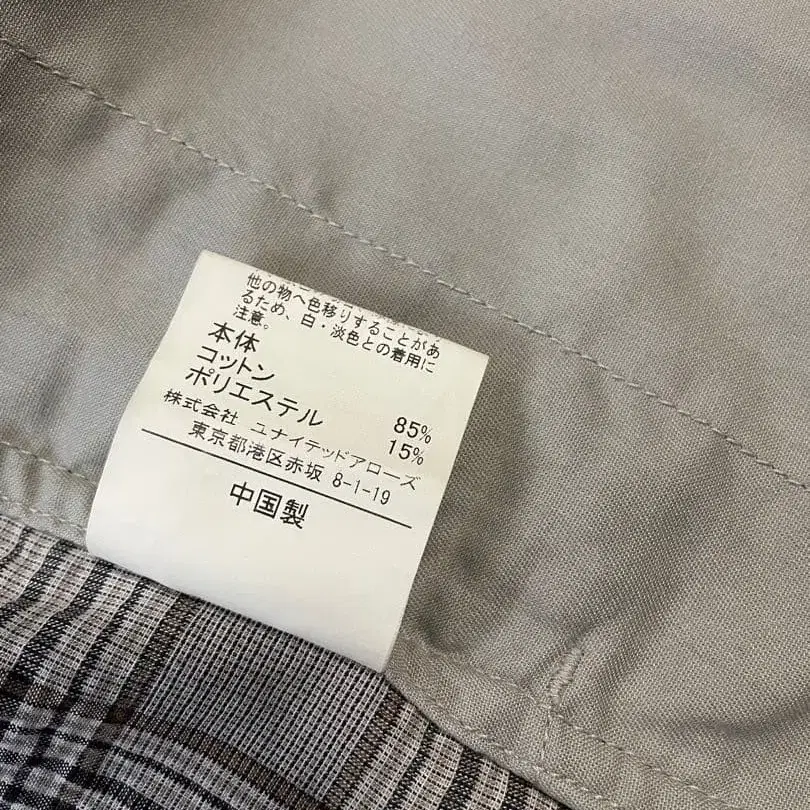 他の物へ色移りすることがあ
るため、白・淡色との着用に
注意。
本体
コットン 85%
ポリエステル 15%
株式会社 ユナイテッドアローズ
東京都港区赤坂 8-1-19
中国製